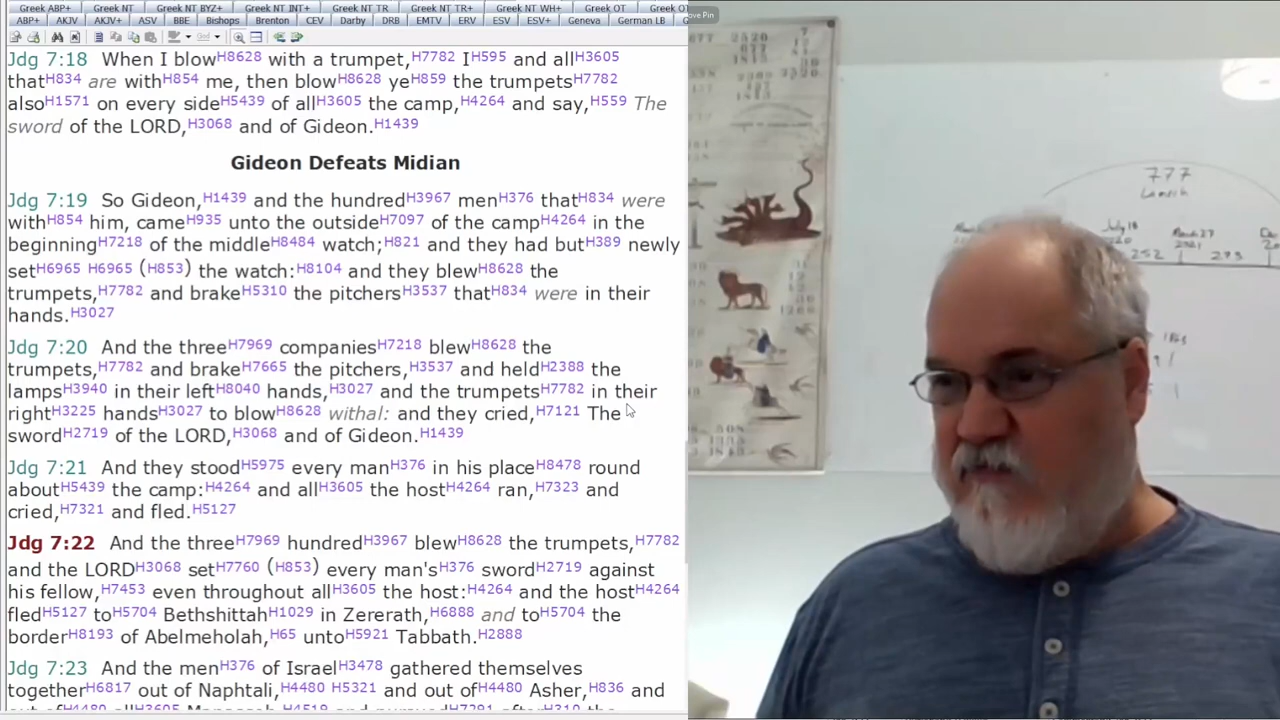 Greek ABP+ Greek NT Greek NT BYZ+ Greek NT INT+ Greek NT TR Greek NT TR+ Greek NT WH+ Greek OT Greek O
ABP+ AKJV AKJV+ ASV BBE Bishops Brenton CEV Darby DRB EMTV ERV ESV ESV+ Geneva German LB G
ove Pin
Jdg 7:18 When I blowH8628 with a trumpet,H7782 IH595 and allH3605
thatH834 are withH854 me, then blowH8628 yeH859 the trumpetsH7782
alsoH1571 on every sideH5439 of allH3605 the camp,H4264 and say,H559 The
sword of the LORD,H3068 and of Gideon.H1439
Gideon Defeats Midian
Jdg 7:19 So Gideon,H1439 and the hundredH3967 menH376 thatH834 were
withH854 him, cameH935 unto the outsideH7097 of the campH4264 in the
beginningH7218 of the middleH8484 watch;H821 and they had butH389 newly
setH6965 H6965 (H853) the watch:H8104 and they blewH8628 the
trumpets,H7782 and brakeH5310 the pitchersH3537 thatH834 were in their
hands.H3027
Jdg 7:20 And the threeH7969 companiesH7218 blewH8628 the
trumpets,H7782 and brakeH7665 the pitchers,H3537 and heldH2388 the
lampsH3940 in their leftH8040 hands,H3027 and the trumpetsH7782 in their
rightH3225 handsH3027 to blowH8628 withal: and they cried,H7121 The
swordH2719 of the LORD,H3068 and of Gideon.H1439
Jdg 7:21 And they stoodH5975 every manH376 in his placeH8478 round
aboutH5439 the camp:H4264 and allH3605 the hostH4264 ran,H7323 and
cried,H7321 and fled.H5127
Jdg 7:22 And the threeH7969 hundredH3967 blewH8628 the trumpets,H7782
and the LORDH3068 setH7760 (H853) every man'sH376 swordH2719 against
his fellow,H7453 even throughout allH3605 the host:H4264 and the hostH4264
fledH5127 toH5704 BethshittahH1029 in Zererath,H6888 and toH5704 the
borderH8193 of Abelmeholah,H65 untoH5921 Tabbath.H2888
Jdg 7:23 And the menH376 of IsraelH3478 gathered themselves
togetherH6817 out of Naphtali,H4480 H5321 and out ofH4480 Asher,H836 and
677 2520
777
Lamech
July 18
March 27
2021
252 273